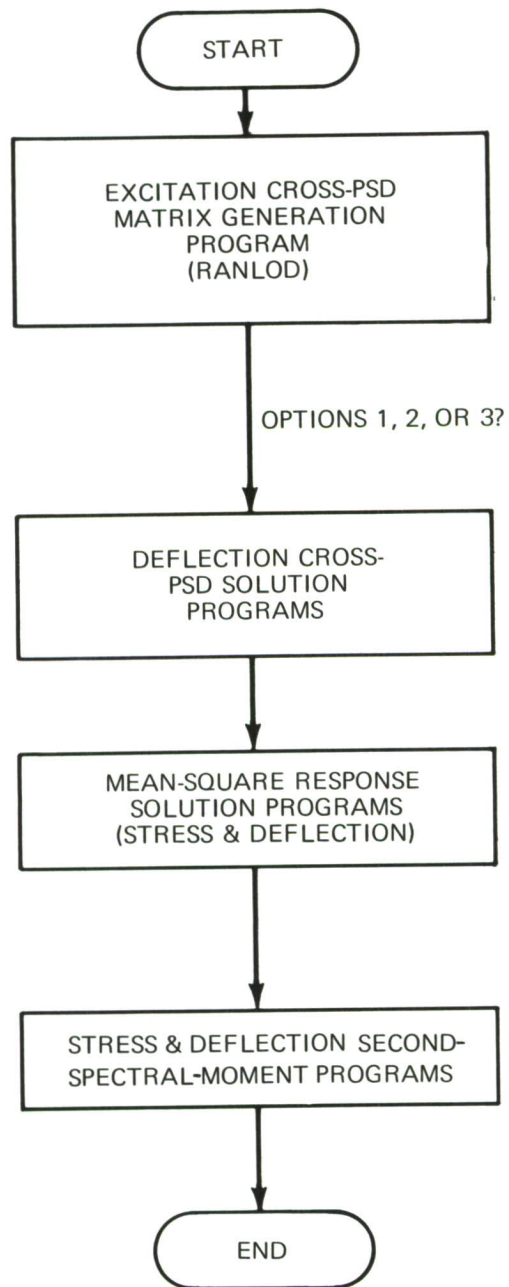 START
EXCITATION CROSS-PSD
MATRIX GENERATION
PROGRAM
(RANLOD)
OPTIONS 1, 2, OR 3?
DEFLECTION CROSS-
PSD SOLUTION
PROGRAMS
MEAN-SQUARE RESPONSE
SOLUTION PROGRAMS
(STRESS & DEFLECTION)
STRESS & DEFLECTION SECOND-
SPECTRAL-MOMENT PROGRAMS
END